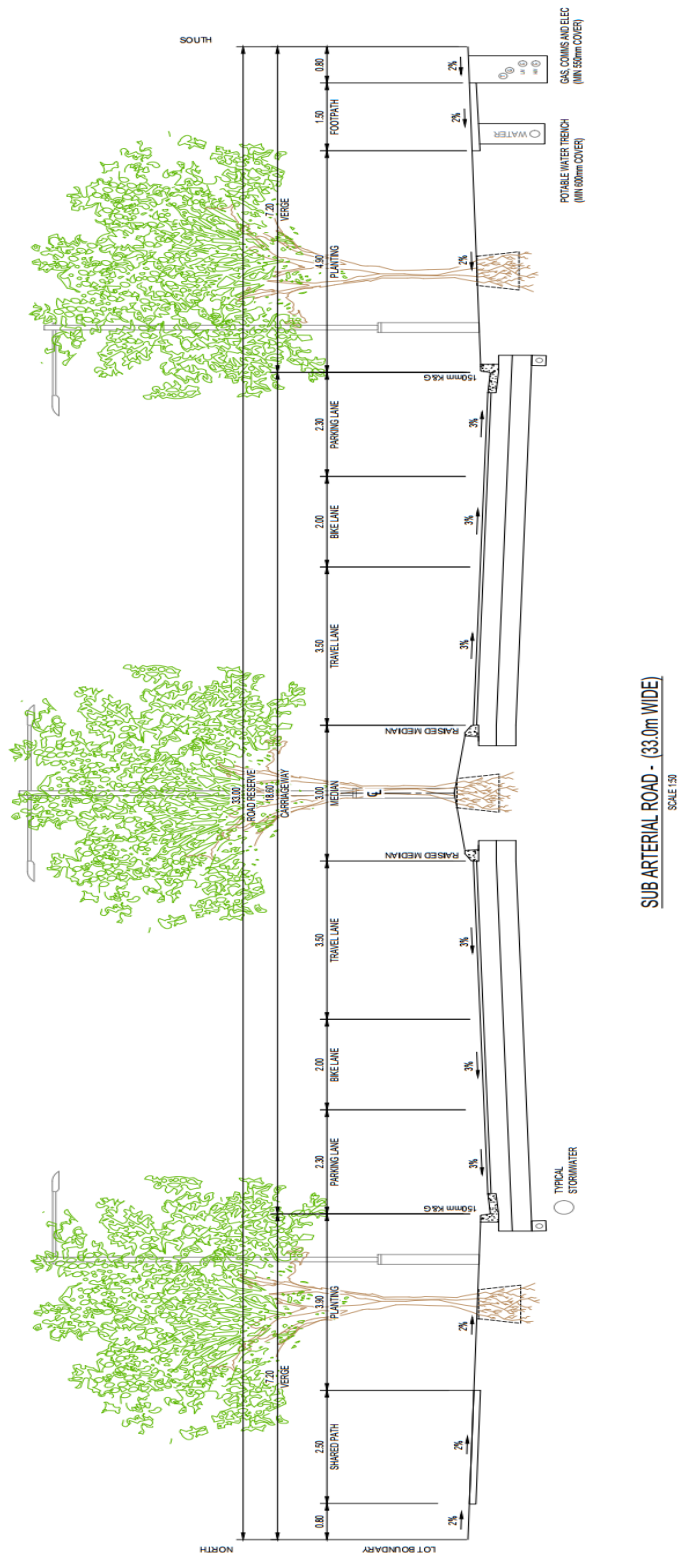 NORTH
SOUTH
33.00
ROAD RESERVE
7.20
VERGE
18.60
CARRIAGEWAY
7.20
VERGE
0.80
2.50
SHARED PATH
3.90
PLANTING
2.30
PARKING LANE
2.00
BIKE LANE
3.50
TRAVEL LANE
3.00
MEDIAN
3.50
TRAVEL LANE
2.00
BIKE LANE
2.30
PARKING LANE
4.90
PLANTING
1.50
FOOTPATH
0.80
LOT BOUNDARY
150mm K&G
RAISED MEDIAN
CL
RAISED MEDIAN
150mm K&G
2%
2%
2%
3%
3%
3%
3%
3%
3%
2%
2%
2%
WATER
TYPICAL
STORMWATER
POTABLE WATER TRENCH
(MIN 600mm COVER)
GAS, COMMS AND ELEC
(MIN 550mm COVER)
SUB ARTERIAL ROAD - (33.0m WIDE)
SCALE 1:50